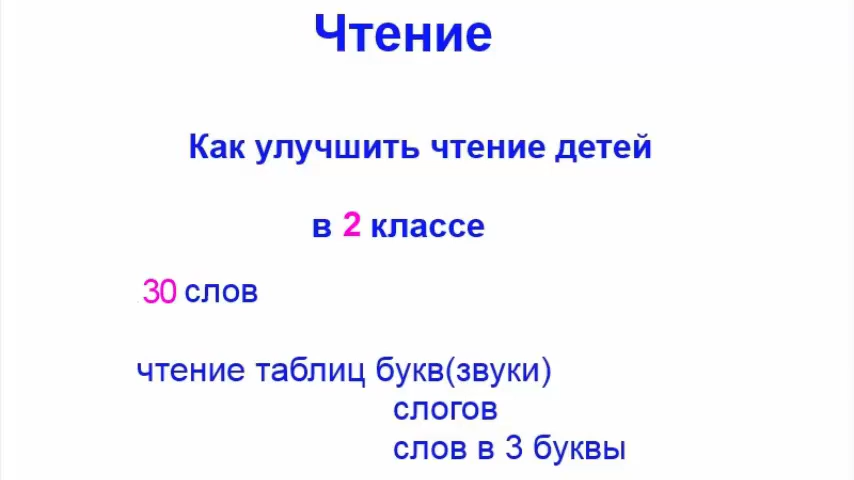 Чтение
Как улучшить чтение детей
в 2 классе
30 слов
чтение таблиц букв(звуки)
слогов
слов в 3 буквы